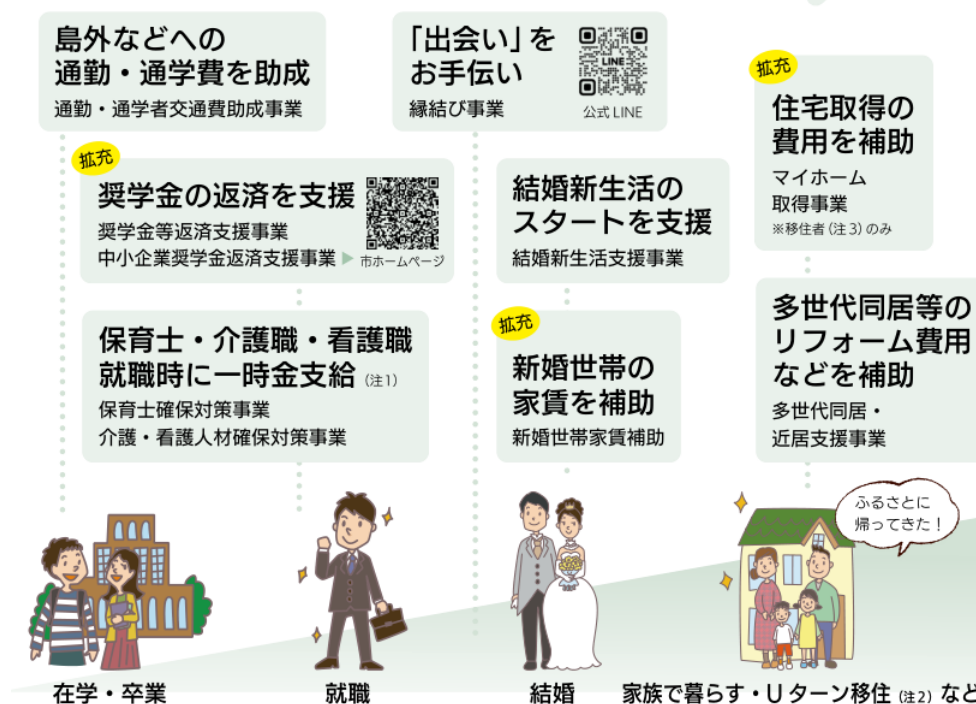 島外などへの
通勤・通学費を助成
通勤・通学者交通費助成事業
「出会い」を
お手伝い
縁結び事業
LINE
公式 LINE
拡充
奨学金の返済を支援
奨学金等返済支援事業
中小企業奨学金返済支援事業 ▶ 市ホームページ
結婚新生活の
スタートを支援
結婚新生活支援事業
拡充
住宅取得の
費用を補助
マイホーム
取得事業
※移住者(注3)のみ
保育士・介護職・看護職
就職時に一時金支給(注1)
保育士確保対策事業
介護・看護人材確保対策事業
拡充
新婚世帯の
家賃を補助
新婚世帯家賃補助
多世代同居等の
リフォーム費用
などを補助
多世代同居・
近居支援事業
ふるさとに
帰ってきた!
在学・卒業
就職
結婚
家族で暮らす・Uターン移住(注2)など